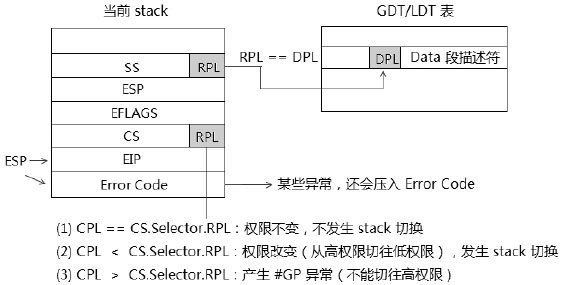 当前 stack
GDT/LDT 表
SS RPL
RPL == DPL
DPL Data 段描述符
ESP
EFLAGS
CS RPL
ESP
EIP
Error Code
某些异常，还会压入 Error Code
(1) CPL == CS.Selector.RPL：权限不变，不发生 stack 切换
(2) CPL < CS.Selector.RPL：权限改变（从高权限切往低权限），发生 stack 切换
(3) CPL > CS.Selector.RPL：产生 #GP 异常（不能切往高权限）